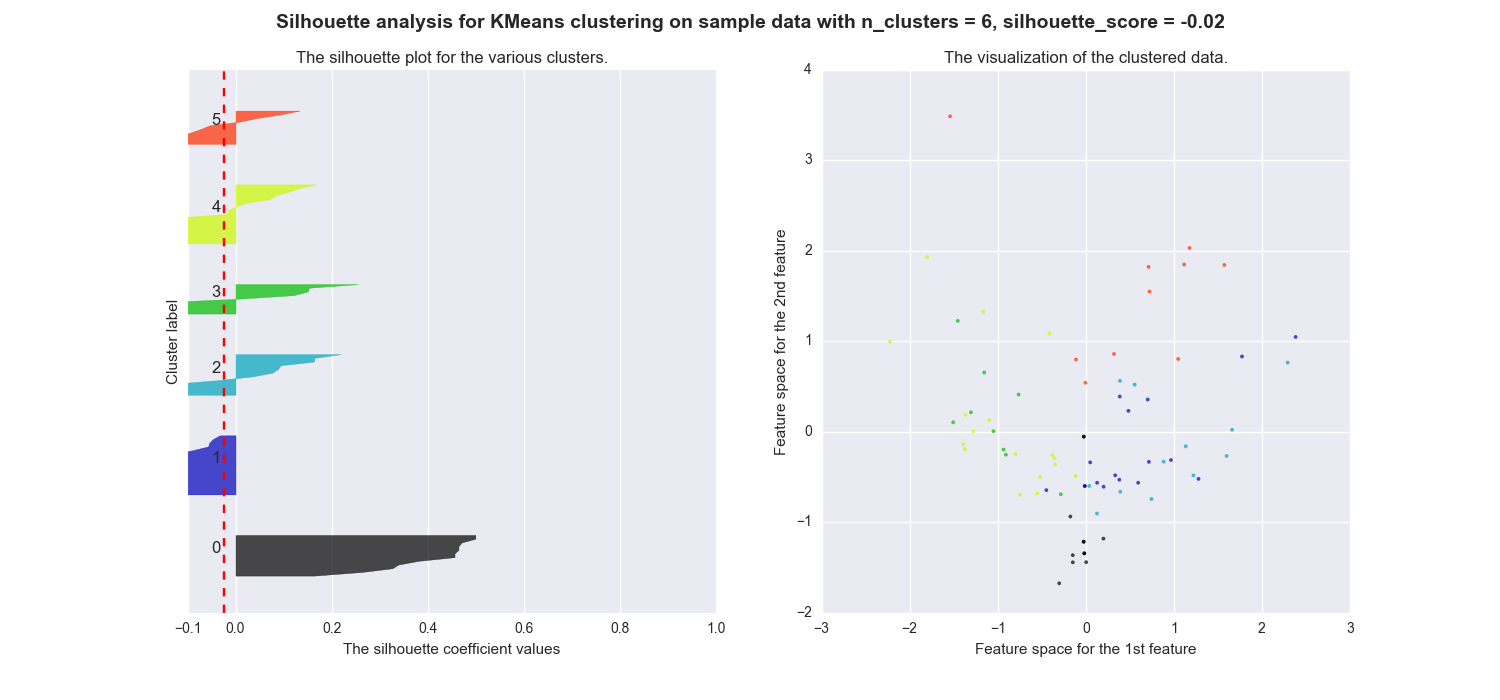 Silhouette analysis for KMeans clustering on sample data with n_clusters = 6, silhouette_score = -0.02
The silhouette plot for the various clusters.
5
4
3
2
1
0
Cluster label
−0.1 0.0 0.2 0.4 0.6 0.8 1.0
The silhouette coefficient values
The visualization of the clustered data.
4
3
2
1
0
−1
−2
Feature space for the 2nd feature
−3 −2 −1 0 1 2 3
Feature space for the 1st feature